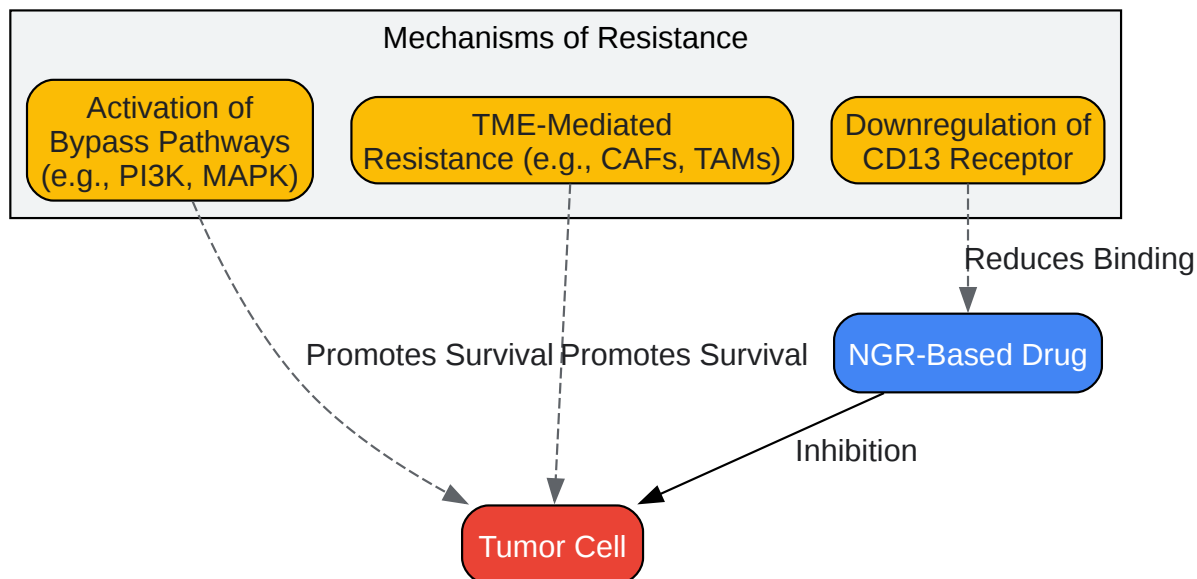 Mechanisms of Resistance
Activation of
Bypass Pathways
(e.g., PI3K, MAPK)
TME-Mediated
Resistance (e.g., CAFs, TAMs)
Downregulation of
CD13 Receptor
Reduces Binding
Promotes Survival
Promotes Survival
NGR-Based Drug
Inhibition
Tumor Cell